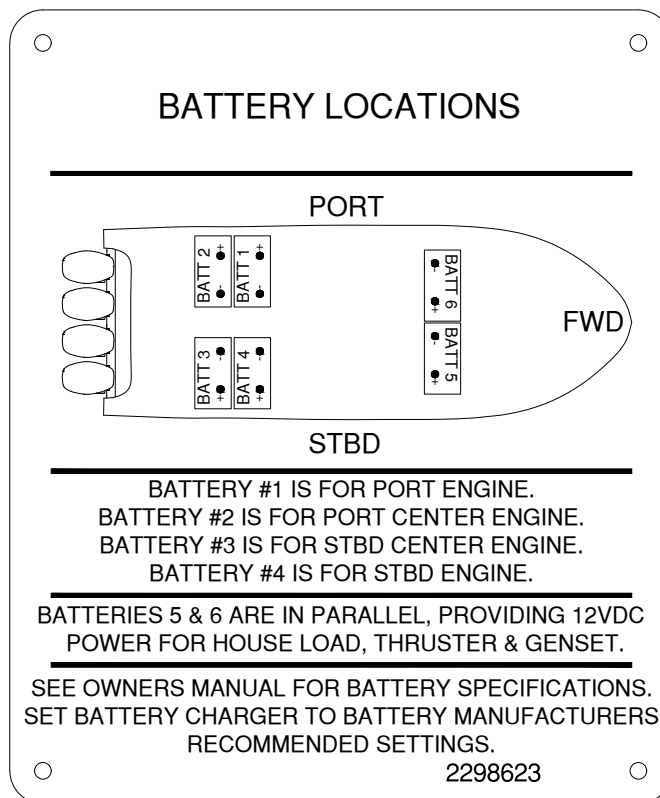 BATTERY LOCATIONS
PORT
BATT 2
+
-
BATT 1
+
-
-
BATT 6
+
FWD
BATT 3
-
+
BATT 4
-
+
-
BATT 5
+
STBD
BATTERY #1 IS FOR PORT ENGINE.
BATTERY #2 IS FOR PORT CENTER ENGINE.
BATTERY #3 IS FOR STBD CENTER ENGINE.
BATTERY #4 IS FOR STBD ENGINE.
BATTERIES 5 & 6 ARE IN PARALLEL, PROVIDING 12VDC
POWER FOR HOUSE LOAD, THRUSTER & GENSET.
SEE OWNERS MANUAL FOR BATTERY SPECIFICATIONS.
SET BATTERY CHARGER TO BATTERY MANUFACTURERS
RECOMMENDED SETTINGS.
2298623